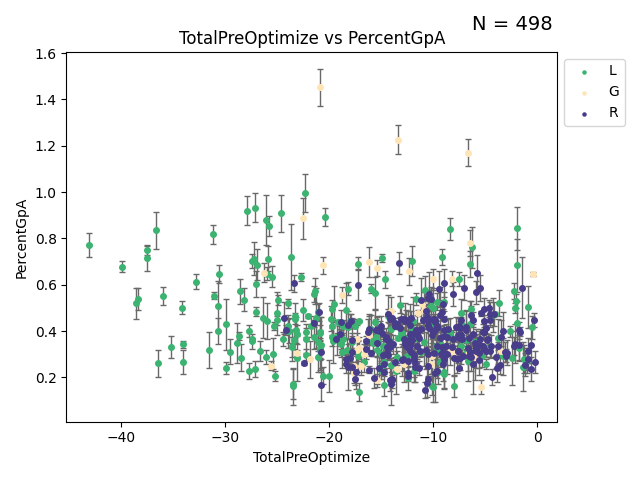 N = 498
TotalPreOptimize vs PercentGpA
L
G
R
1.6
1.4
1.2
1.0
0.8
0.6
0.4
0.2
PercentGpA
−40 −30 −20 −10 0
TotalPreOptimize